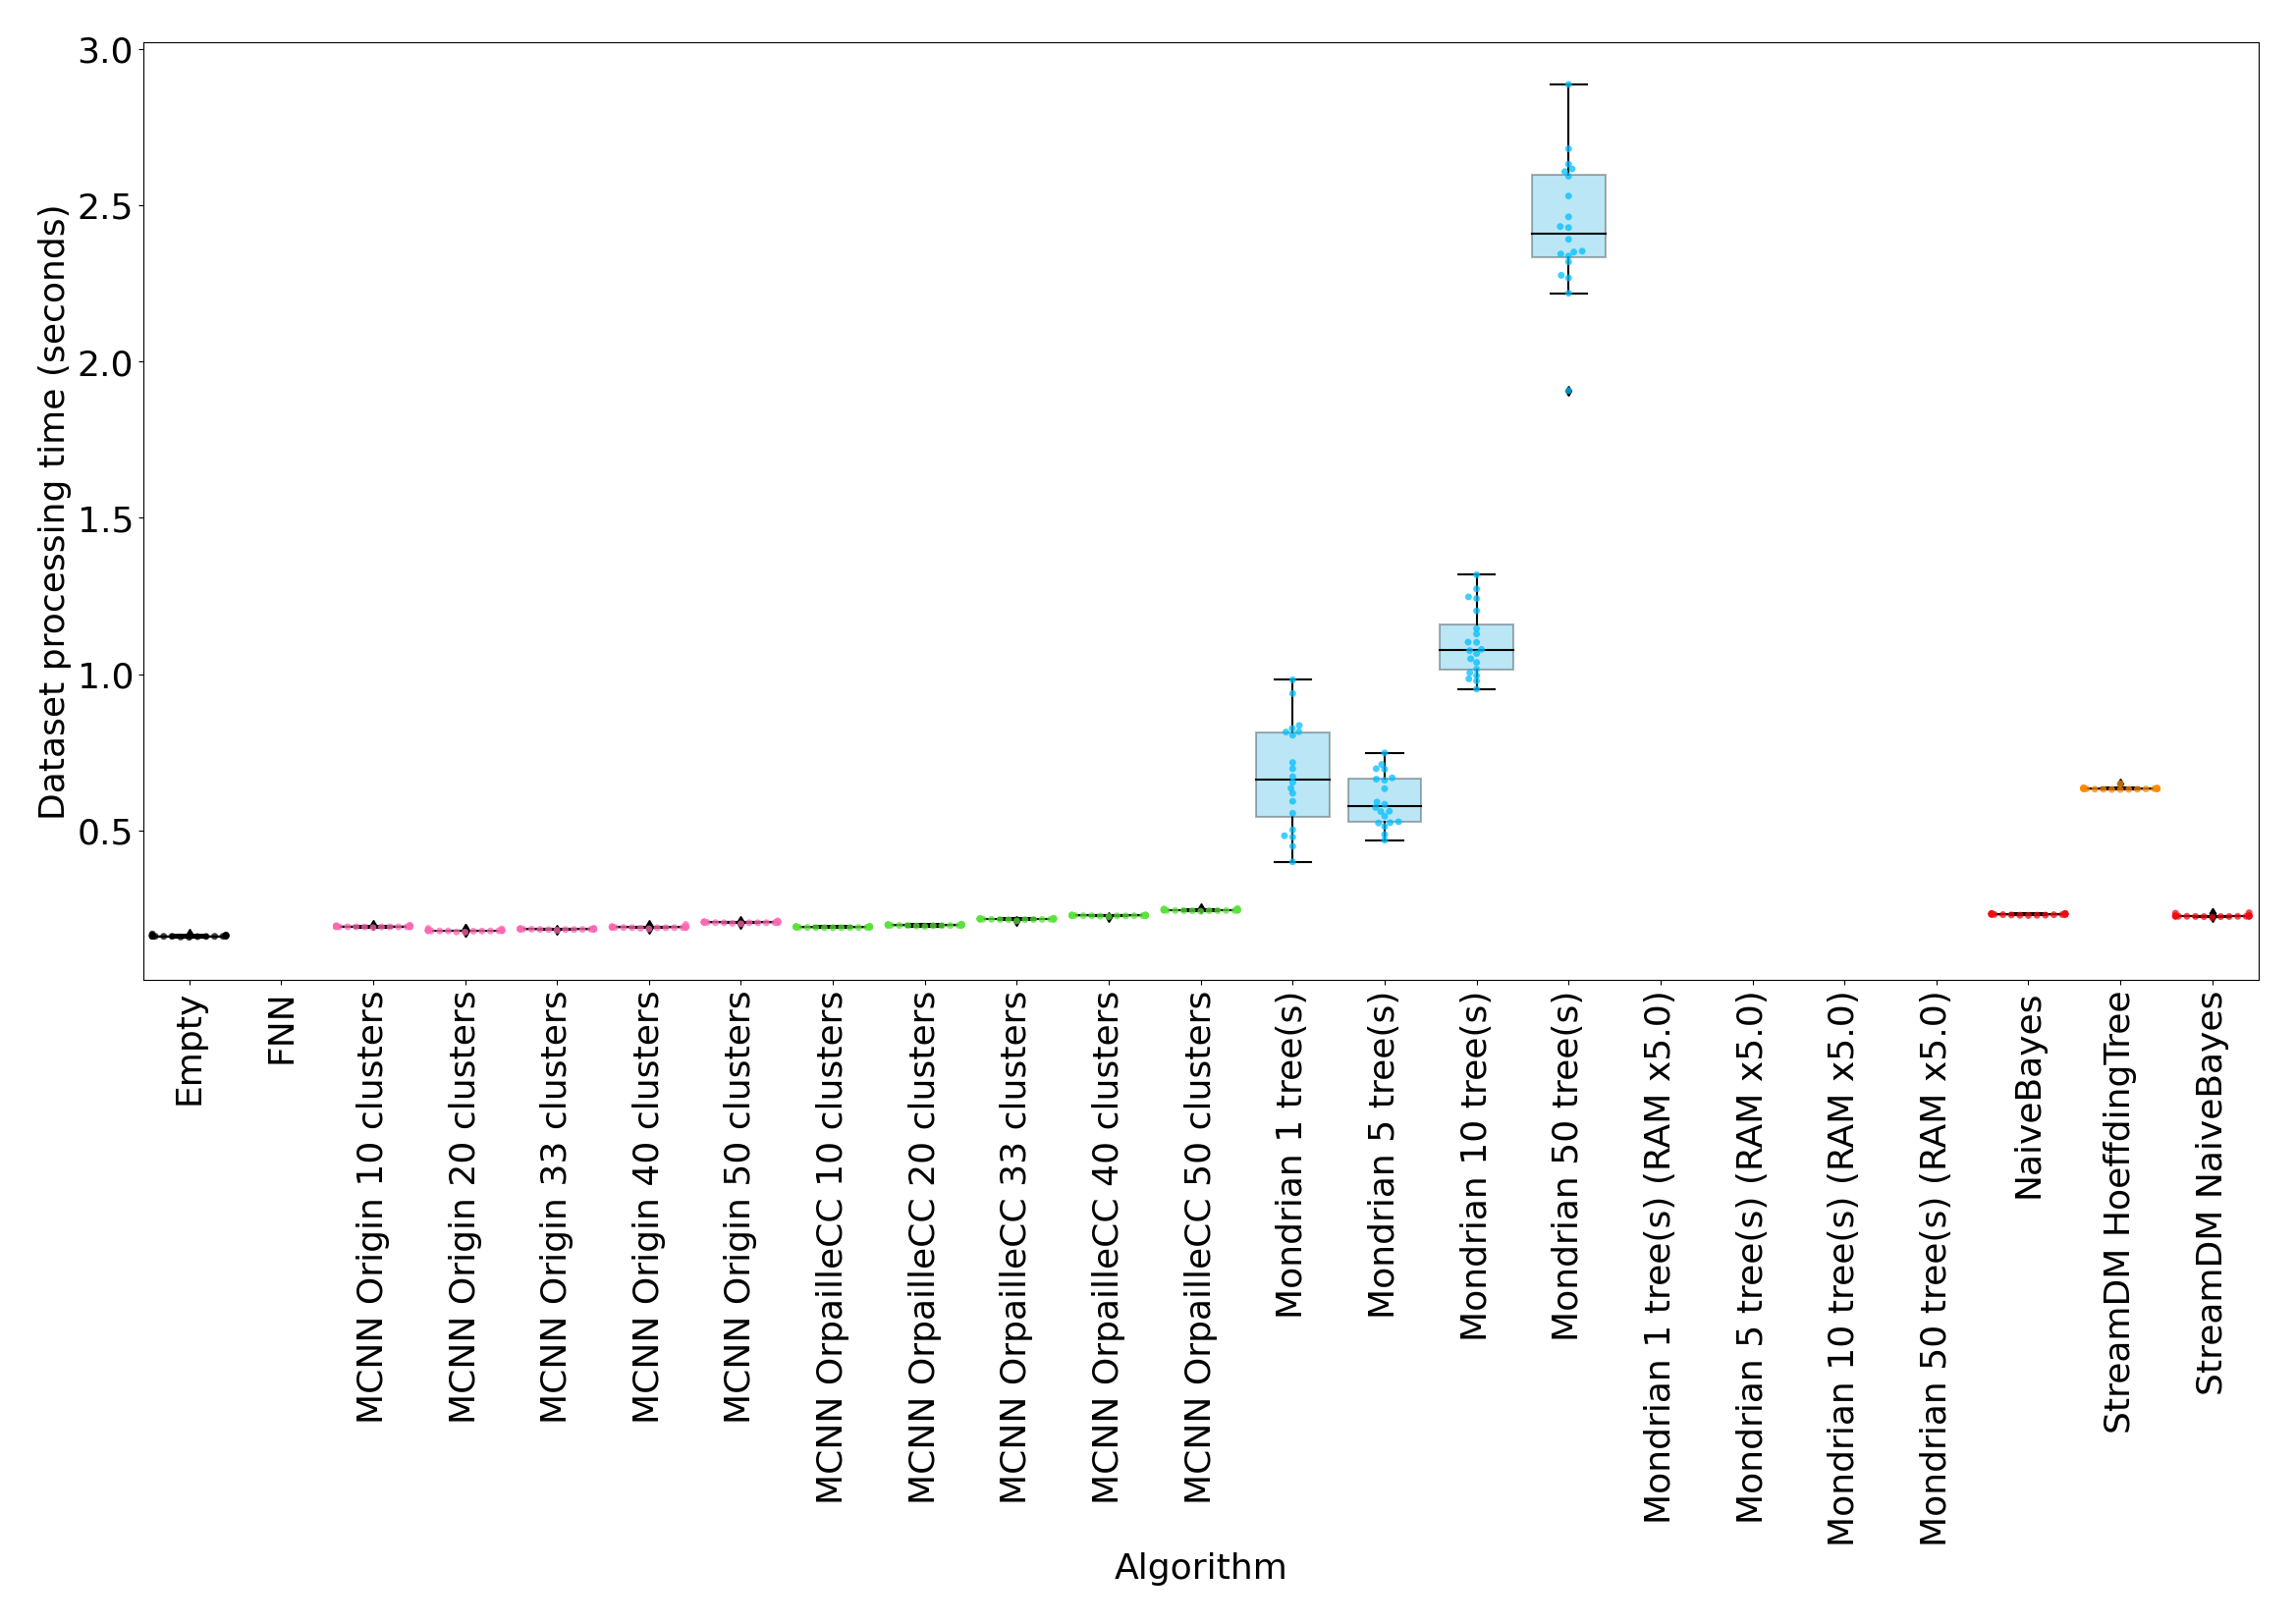 Dataset processing time (seconds)
3.0
2.5
2.0
1.5
1.0
0.5
Empty
FNN
MCNN Origin 10 clusters
MCNN Origin 20 clusters
MCNN Origin 33 clusters
MCNN Origin 40 clusters
MCNN Origin 50 clusters
MCNN OrpailleCC 10 clusters
MCNN OrpailleCC 20 clusters
MCNN OrpailleCC 33 clusters
MCNN OrpailleCC 40 clusters
MCNN OrpailleCC 50 clusters
Mondrian 1 tree(s)
Mondrian 5 tree(s)
Mondrian 10 tree(s)
Mondrian 50 tree(s)
Mondrian 1 tree(s) (RAM x5.0)
Mondrian 5 tree(s) (RAM x5.0)
Mondrian 10 tree(s) (RAM x5.0)
Mondrian 50 tree(s) (RAM x5.0)
NaiveBayes
StreamDM HoeffdingTree
StreamDM NaiveBayes
Algorithm